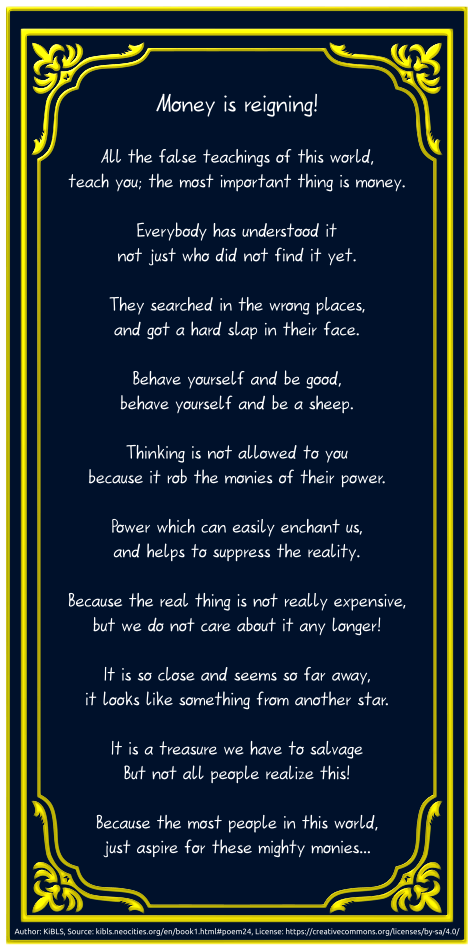 Money is reigning!
All the false teachings of this world,
teach you; the most important thing is money.
Everybody has understood it
not just who did not find it yet.
They searched in the wrong places,
and got a hard slap in their face.
Behave yourself and be good,
behave yourself and be a sheep.
Thinking is not allowed to you
because it rob the monies of their power.
Power which can easily enchant us,
and helps to suppress the reality.
Because the real thing is not really expensive,
but we do not care about it any longer!
It is so close and seems so far away,
it looks like something from another star.
It is a treasure we have to salvage
But not all people realize this!
Because the most people in this world,
just aspire for these mighty monies...
Author: KiBLS, Source: kibls.neocities.org/en/book1.html#poem24, License: https://creativecommons.org/licenses/by-sa/4.0/